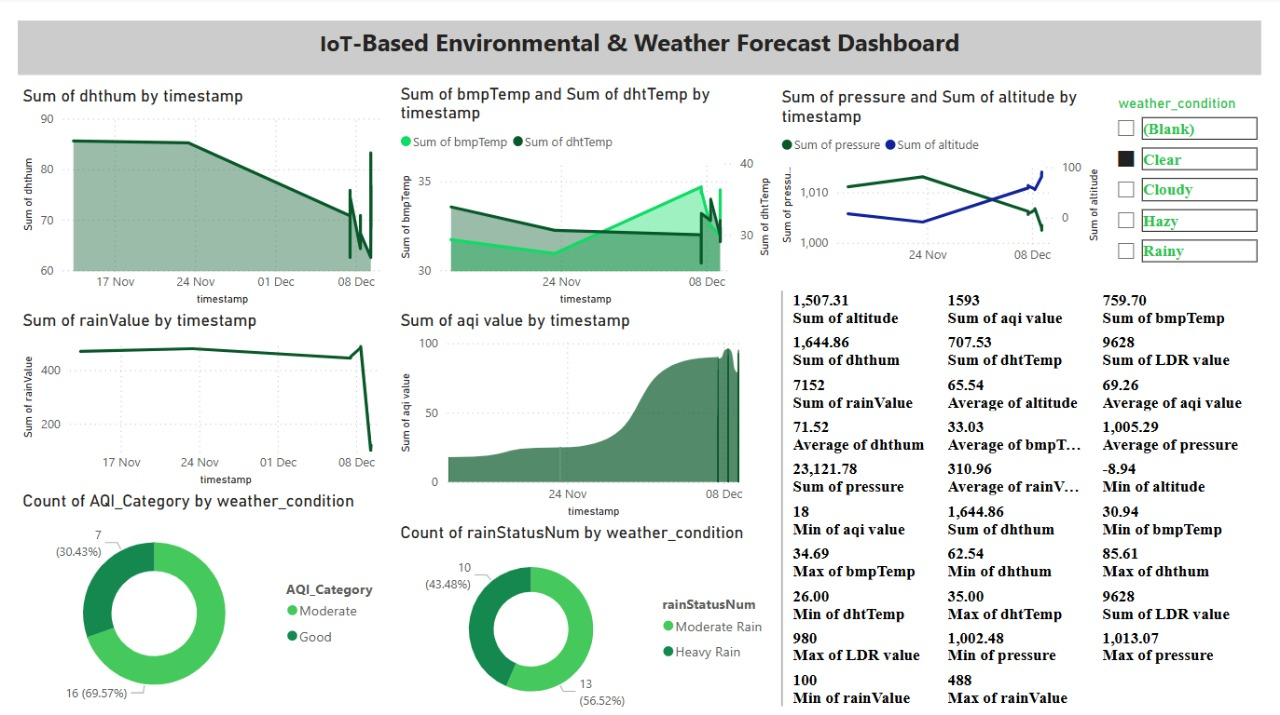 IoT-Based Environmental & Weather Forecast Dashboard
Sum of dhthum by timestamp
90
80
70
60
Sum of dhthum
17 Nov 24 Nov 01 Dec 08 Dec
timestamp
Sum of bmpTemp and Sum of dhtTemp by
timestamp
Sum of bmpTemp Sum of dhtTemp
35
30
Sum of bmpTemp
40
30
Sum of dhtTemp
24 Nov 08 Dec
timestamp
Sum of pressure and Sum of altitude by
timestamp
Sum of pressure Sum of altitude
1,010
1,000
Sum of pressu...
100
0
Sum of altitude
24 Nov 08 Dec
timestamp
weather_condition
(Blank)
Clear
Cloudy
Hazy
Rainy
Sum of rainValue by timestamp
400
200
Sum of rainValue
17 Nov 24 Nov 01 Dec 08 Dec
timestamp
Sum of aqi value by timestamp
100
50
0
Sum of aqi value
24 Nov 08 Dec
timestamp
Count of AQI_Category by weather_condition
7
(30.43%)
16 (69.57%)
AQI_Category
Moderate
Good
Count of rainStatusNum by weather_condition
10
(43.48%)
13
(56.52%)
rainStatusNum
Moderate Rain
Heavy Rain
1,507.31 1593 759.70
Sum of altitude Sum of aqi value Sum of bmpTemp
1,644.86 707.53 9628
Sum of dhthum Sum of dhtTemp Sum of LDR value
7152 65.54 69.26
Sum of rainValue Average of altitude Average of aqi value
71.52 33.03 1,005.29
Average of dhthum Average of bmpT... Average of pressure
23,121.78 310.96 -8.94
Sum of pressure Average of rainV... Min of altitude
18 1,644.86 30.94
Min of aqi value Sum of dhthum Min of bmpTemp
34.69 62.54 85.61
Max of bmpTemp Min of dhthum Max of dhthum
26.00 35.00 9628
Min of dhtTemp Max of dhtTemp Sum of LDR value
980 1,002.48 1,013.07
Max of LDR value Min of pressure Max of pressure
100 488
Min of rainValue Max of rainValue